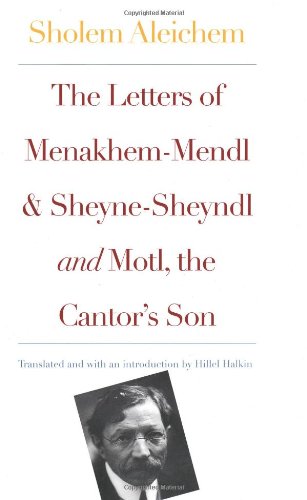 Sholem Aleichem
The Letters of
Menakhem-Mendl
& Sheyne-Sheyndl
and Motl, the
Cantor's Son
Translated and with an introduction by Hillel Halkin